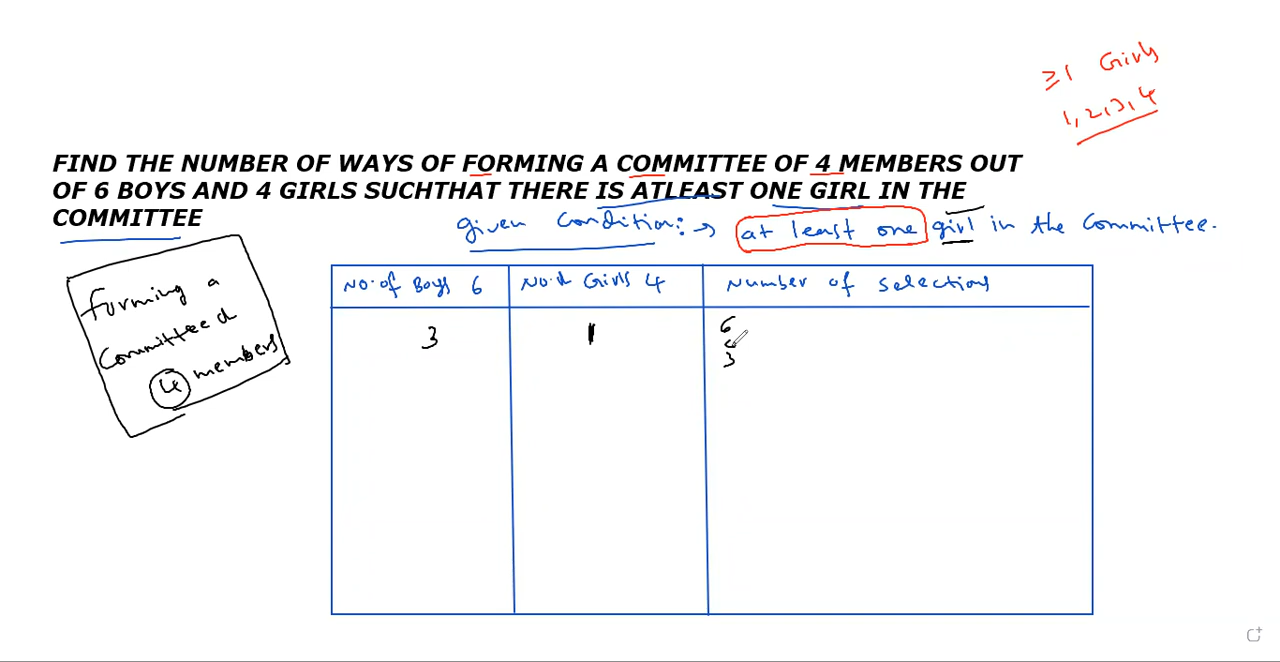 ≥1 Girls
1, 2, 3, 4
FIND THE NUMBER OF WAYS OF FORMING A COMMITTEE OF 4 MEMBERS OUT
OF 6 BOYS AND 4 GIRLS SUCHTHAT THERE IS ATLEAST ONE GIRL IN THE
COMMITTEE
given Condition:→ at least one girl in the Committee.
Forming a
Committee of
4 members
No. of Boys 6 No. of Girls 4 Number of selections
3 1 6
c
3